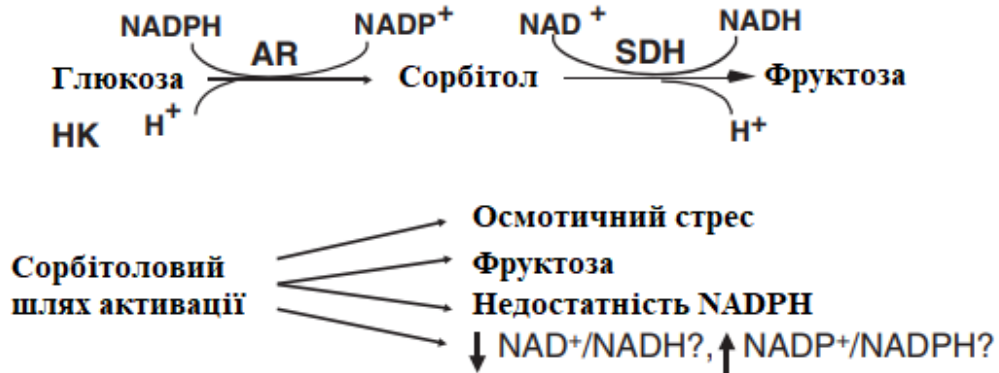 NADPH NADP+ NAD+ NADH
AR SDH
Глюкоза Сорбітол Фруктоза
НК H+ H+
Осмотичний стрес
Сорбітоловий Фруктоза
шлях активації Недостатність NADPH
↓ NAD+/NADH?, ↑ NADP+/NADPH?